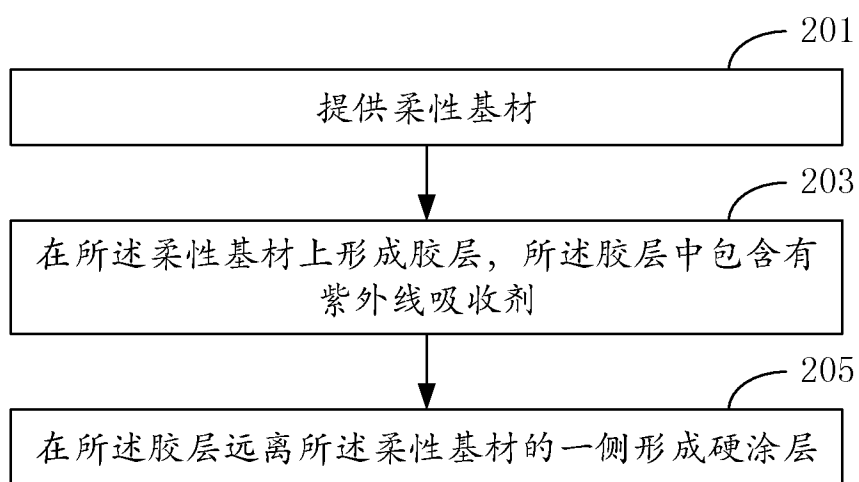 201
提供柔性基材
203
在所述柔性基材上形成胶层，所述胶层中包含有
紫外线吸收剂
205
在所述胶层远离所述柔性基材的一侧形成硬涂层